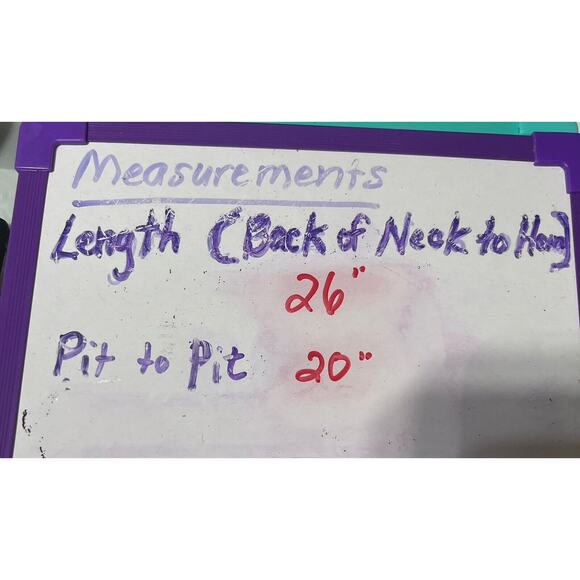 Measurements
Length (Back of Neck to Hem)
26"
Pit to Pit 20"